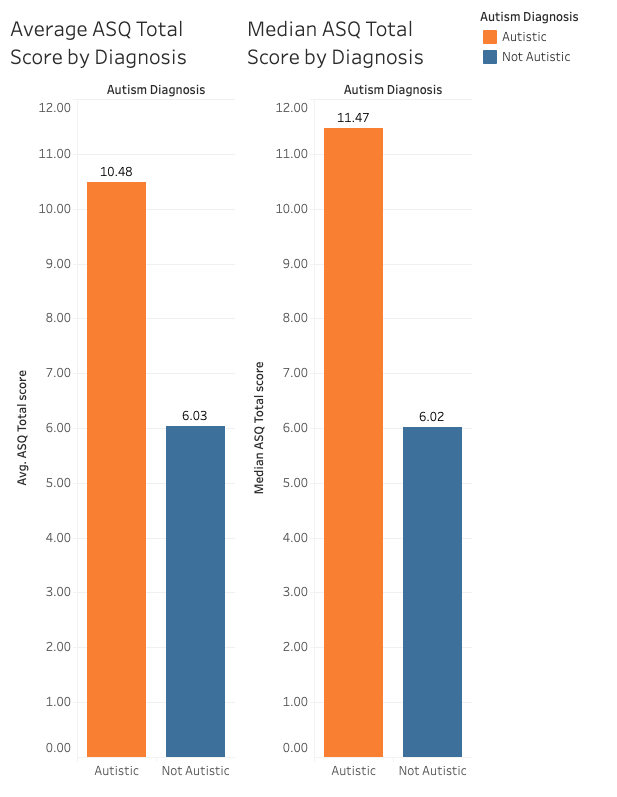 Average ASQ Total
Score by Diagnosis
Autism Diagnosis
12.00
11.00
10.00
9.00
8.00
7.00
6.00
5.00
4.00
3.00
2.00
1.00
0.00
Avg. ASQ Total score
10.48
6.03
Autistic
Not Autistic
Median ASQ Total
Score by Diagnosis
Autism Diagnosis
12.00
11.00
10.00
9.00
8.00
7.00
6.00
5.00
4.00
3.00
2.00
1.00
0.00
Median ASQ Total score
11.47
6.02
Autistic
Not Autistic
Autism Diagnosis
Autistic
Not Autistic